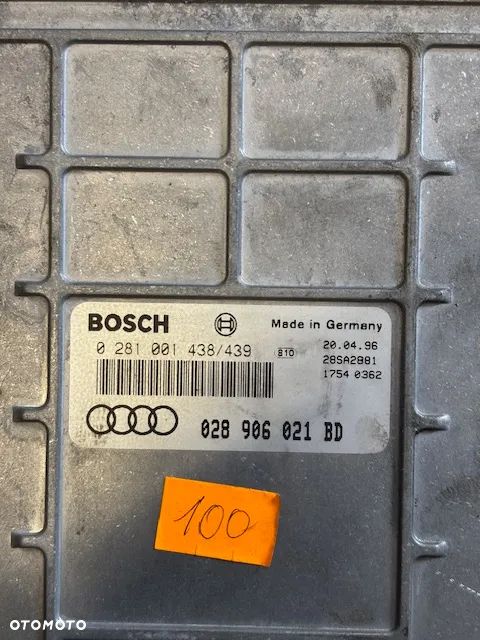 BOSCH
Made in Germany
0 281 001 438/439
810
20.04.96
28SA2881
1754 0362
028 906 021 BD
100
OTOMOTO